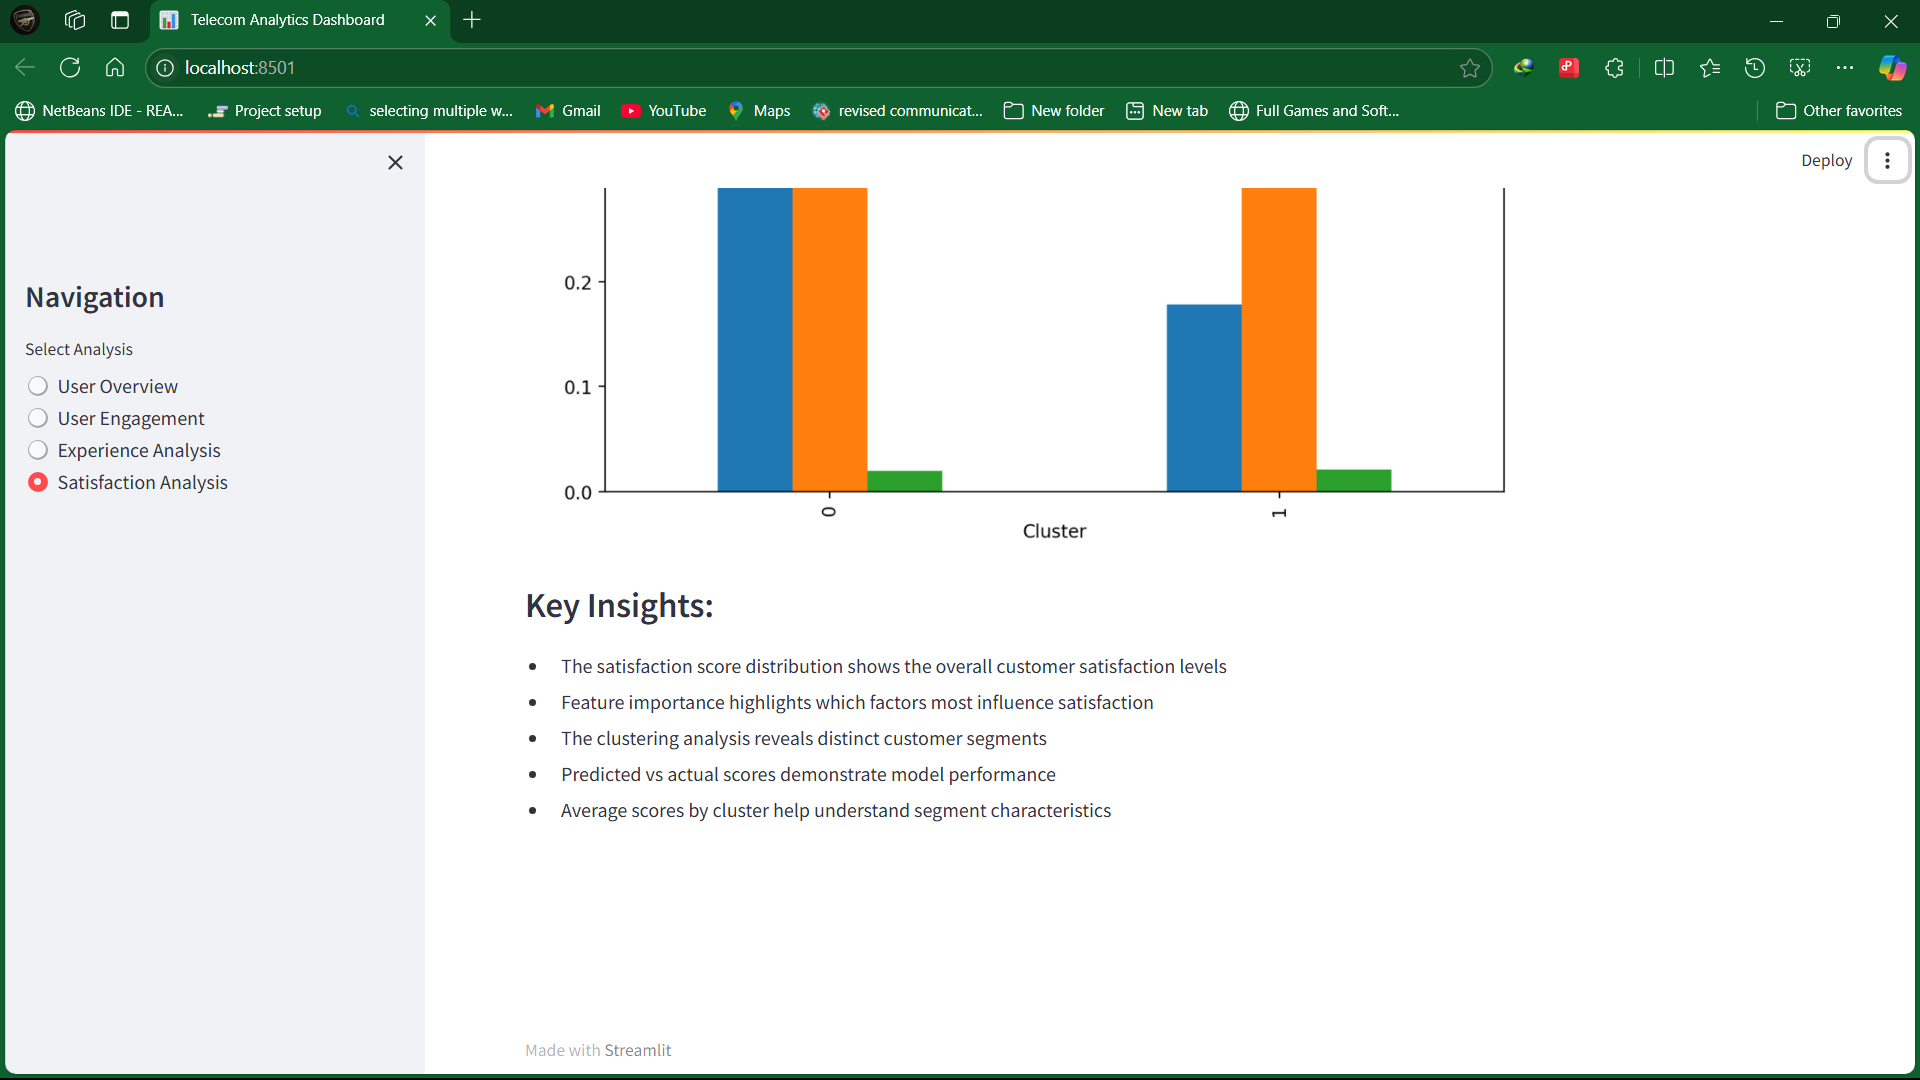 Telecom Analytics Dashboard
localhost:8501
NetBeans IDE - REA...
Project setup
selecting multiple w...
Gmail
YouTube
Maps
revised communicat...
New folder
New tab
Full Games and Soft...
Other favorites
Deploy
Navigation
Select Analysis
User Overview
User Engagement
Experience Analysis
Satisfaction Analysis
0.2
0.1
0.0
0
1
Cluster
Key Insights:
The satisfaction score distribution shows the overall customer satisfaction levels
Feature importance highlights which factors most influence satisfaction
The clustering analysis reveals distinct customer segments
Predicted vs actual scores demonstrate model performance
Average scores by cluster help understand segment characteristics
Made with Streamlit